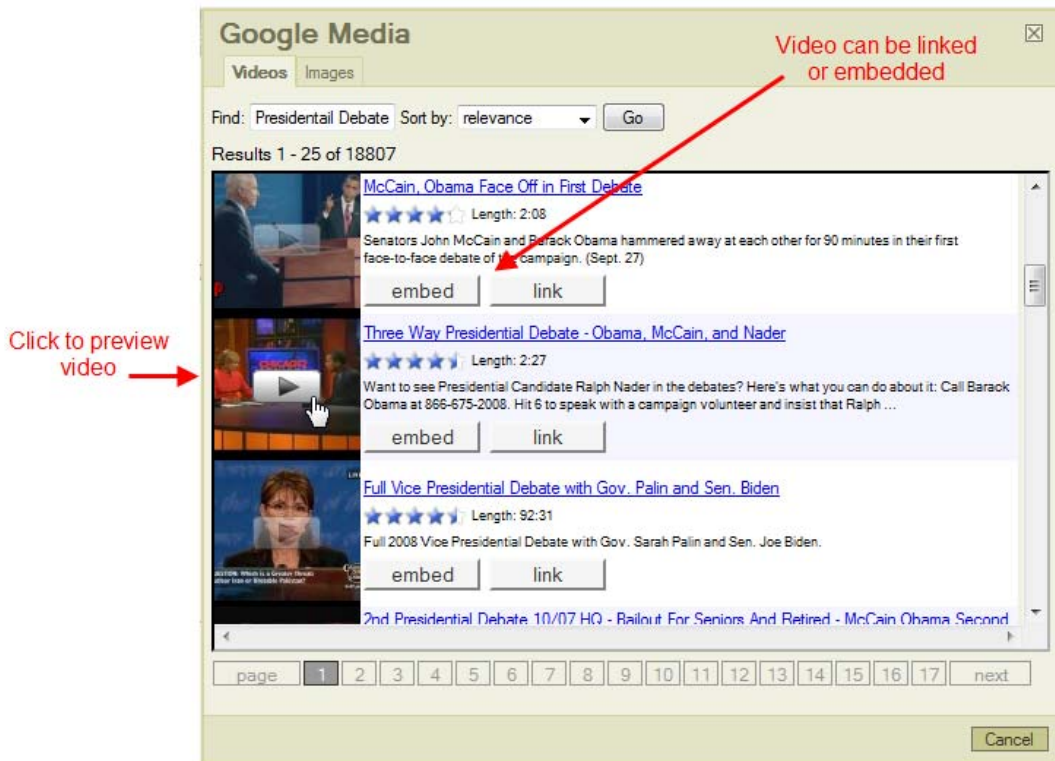 Google Media
Video can be linked
or embedded
Videos Images
Find: Presidentail Debate Sort by: relevance Go
Results 1 - 25 of 18807
McCain, Obama Face Off in First Debate
Length: 2:08
Senators John McCain and Barack Obama hammered away at each other for 90 minutes in their first
face-to-face debate of the campaign. (Sept. 27)
embed link
Click to preview
video
Three Way Presidential Debate - Obama, McCain, and Nader
Length: 2:27
Want to see Presidential Candidate Ralph Nader in the debates? Here's what you can do about it: Call Barack
Obama at 866-675-2008. Hit 6 to speak with a campaign volunteer and insist that Ralph ...
embed link
Full Vice Presidential Debate with Gov. Palin and Sen. Biden
Length: 92:31
Full 2008 Vice Presidential Debate with Gov. Sarah Palin and Sen. Joe Biden.
embed link
2nd Presidential Debate 10/07 HQ - Bailout For Seniors And Retired - McCain Obama Second
page 1 2 3 4 5 6 7 8 9 10 11 12 13 14 15 16 17 next
Cancel